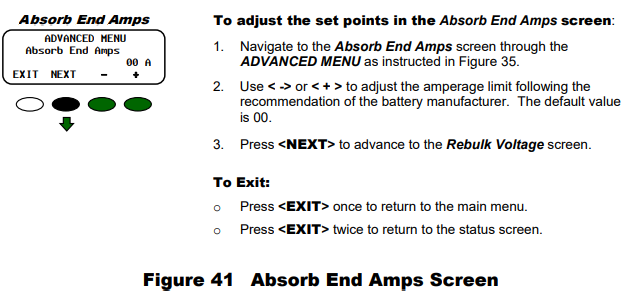 Absorb End Amps
ADVANCED MENU
Absorb End Amps
00 A
EXIT NEXT - +
To adjust the set points in the Absorb End Amps screen:
1. Navigate to the Absorb End Amps screen through the
ADVANCED MENU as instructed in Figure 35.
2. Use < -> or < + > to adjust the amperage limit following the
recommendation of the battery manufacturer. The default value
is 00.
3. Press <NEXT> to advance to the Rebulk Voltage screen.
To Exit:
o Press <EXIT> once to return to the main menu.
o Press <EXIT> twice to return to the status screen.
Figure 41 Absorb End Amps Screen